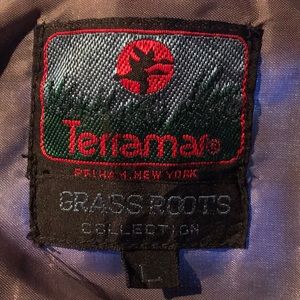 Terramar®
PELHAM, NEW YORK
GRASS ROOTS
COLLECTION
L